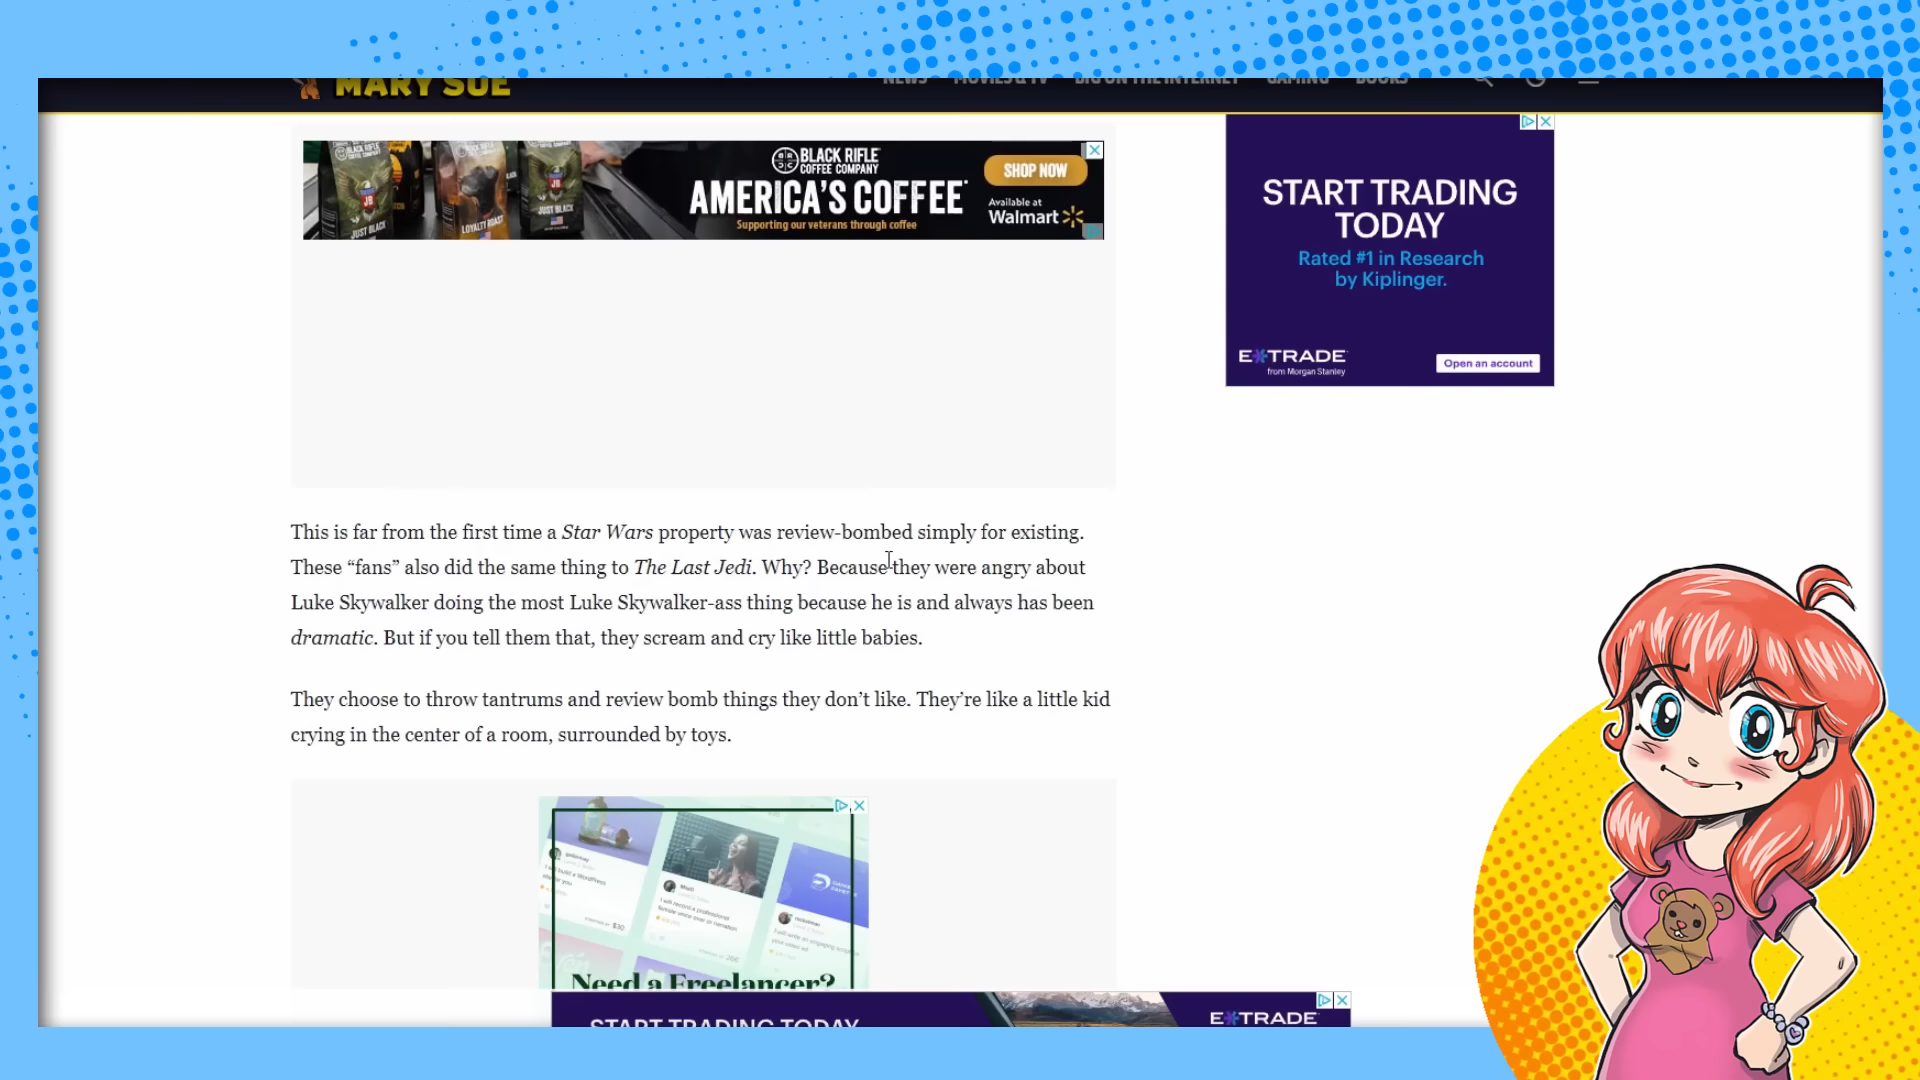 MARY SUE
NEWS MOVIES & TV BIG ON THE INTERNET GAMING BOOKS
BLACK RIFLE
COFFEE COMPANY
AMERICA'S COFFEE
Supporting our veterans through coffee
SHOP NOW
Available at
Walmart
JUST BLACK
LOYALTY ROAST
JUST BLACK
START TRADING
TODAY
Rated #1 in Research
by Kiplinger.
E*TRADE
from Morgan Stanley
Open an account
This is far from the first time a Star Wars property was review-bombed simply for existing.
These “fans” also did the same thing to The Last Jedi. Why? Because they were angry about
Luke Skywalker doing the most Luke Skywalker-ass thing because he is and always has been
dramatic. But if you tell them that, they scream and cry like little babies.
They choose to throw tantrums and review bomb things they don’t like. They’re like a little kid
crying in the center of a room, surrounded by toys.
Need a Freelancer?
START TRADING TODAY
E*TRADE